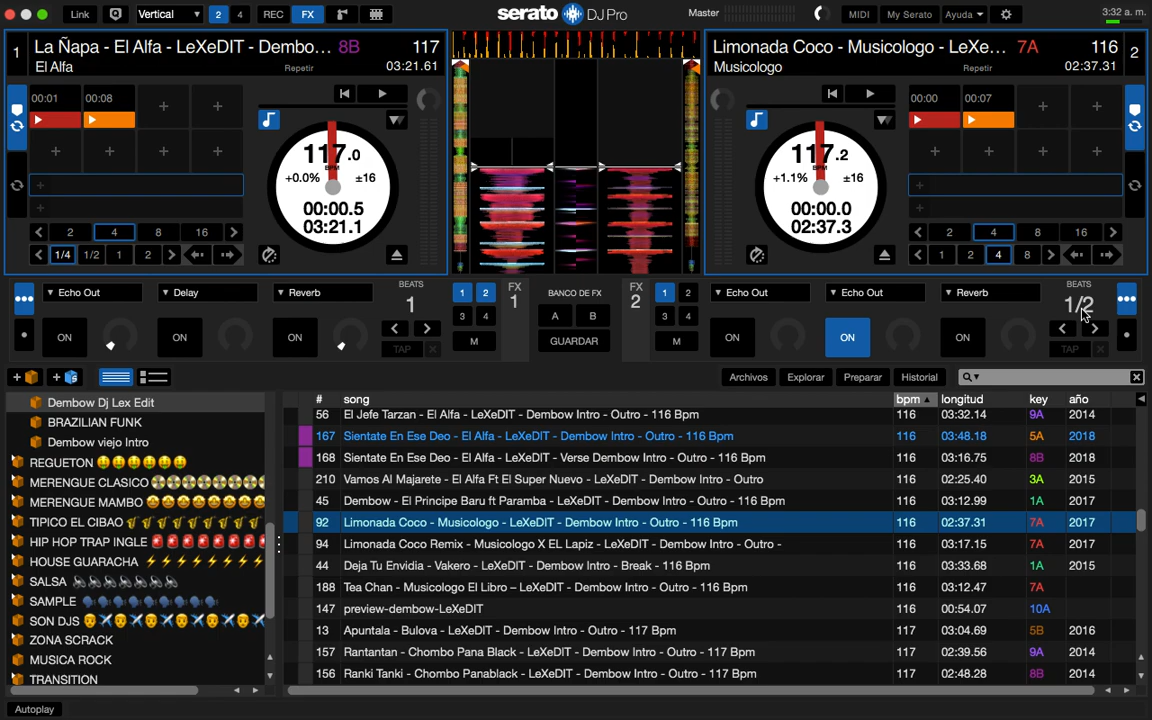 Link Vertical 2 4 REC FX serato DJ Pro Master MIDI My Serato Ayuda 3:32 a. m.
1 La Ñapa - El Alfa - LeXeDIT - Dembo... 8B 117
El Alfa Repetir 03:21.61
Limonada Coco - Musicologo - LeXe... 7A 116 2
Musicologo Repetir 02:37.31
00:01 00:08
117.0
BPM
+0.0% ±16
00:00.5
03:21.1
2 4 8 16
1/4 1/2 1 2
117.2
BPM
+1.1% ±16
00:00.0
02:37.3
00:00 00:07
2 4 8 16
1 2 4 8
Echo Out Delay Reverb BEATS
1
ON ON ON TAP
1 2 FX
3 4 1
M
BANCO DE FX
A B
GUARDAR
FX 1 2
2 3 4
M
Echo Out Echo Out Reverb BEATS
1/2
ON ON ON TAP
Archivos Explorar Preparar Historial
Dembow Dj Lex Edit
BRAZILIAN FUNK
Dembow viejo Intro
REGUETON 🤑🤑🤑🤑🤑🤑
MERENGUE CLASICO 📀📀📀📀📀📀📀📀
MERENGUE MAMBO 🤩🤩🤩🤩🤩🤩🤩
TIPICO EL CIBAO 🎷🎷🎷🎷🎷🎷🎷🎷🎷
HIP HOP TRAP INGLE 🚨🚨🚨🚨🚨🚨🚨
HOUSE GUARACHA ⚡⚡⚡⚡⚡⚡⚡⚡
SALSA
SAMPLE 🗣🗣🗣🗣🗣🗣🗣🗣
SON DJS
ZONA SCRACK
MUSICA ROCK
TRANSITION
Autoplay
# song bpm longitud key año
56 El Jefe Tarzan - El Alfa - LeXeDIT - Dembow Intro - Outro - 116 Bpm 116 03:32.14 9A 2018
167 Sientate En Ese Deo - El Alfa - LeXeDIT - Dembow Intro - Outro - 116 Bpm 116 03:48.18 5A 2018
168 Sientate En Ese Deo - El Alfa - LeXeDIT - Verse Dembow Intro - Outro - 116 Bpm 116 03:16.75 8B 2018
210 Vamos Al Majarete - El Alfa Ft El Super Nuevo - LeXeDIT - Dembow Intro - Outro 116 02:25.40 3A 2015
45 Dembow - El Principe Baru ft Paramba - LeXeDIT - Dembow Intro - Outro - 116 Bpm 116 03:12.99 1A 2017
92 Limonada Coco - Musicologo - LeXeDIT - Dembow Intro - Outro - 116 Bpm 116 02:37.31 7A 2017
94 Limonada Coco Remix - Musicologo X EL Lapiz - LeXeDIT - Dembow Intro - Outro - 116 03:17.15 7A 2017
44 Deja Tu Envidia - Vakero - LeXeDIT - Dembow Intro - Break - 116 Bpm 116 03:33.68 1A 2015
188 Tea Chan - Musicologo El Libro – LeXeDIT - Dembow Intro - Outro - 116 Bpm 116 03:12.47 7A
147 preview-dembow-LeXeDIT 116 00:54.07 10A
13 Apuntala - Bulova - LeXeDIT - Dembow Intro - Outro - 117 Bpm 117 03:04.69 5B 2016
157 Rantantan - Chombo Pana Black - LeXeDIT - Dembow Intro - Outro - 117 Bpm 117 02:39.56 9A 2014
156 Ranki Tanki - Chombo Panablack - LeXeDIT - Dembow Intro - Outro - 117 Bpm 117 02:48.28 8B 2014